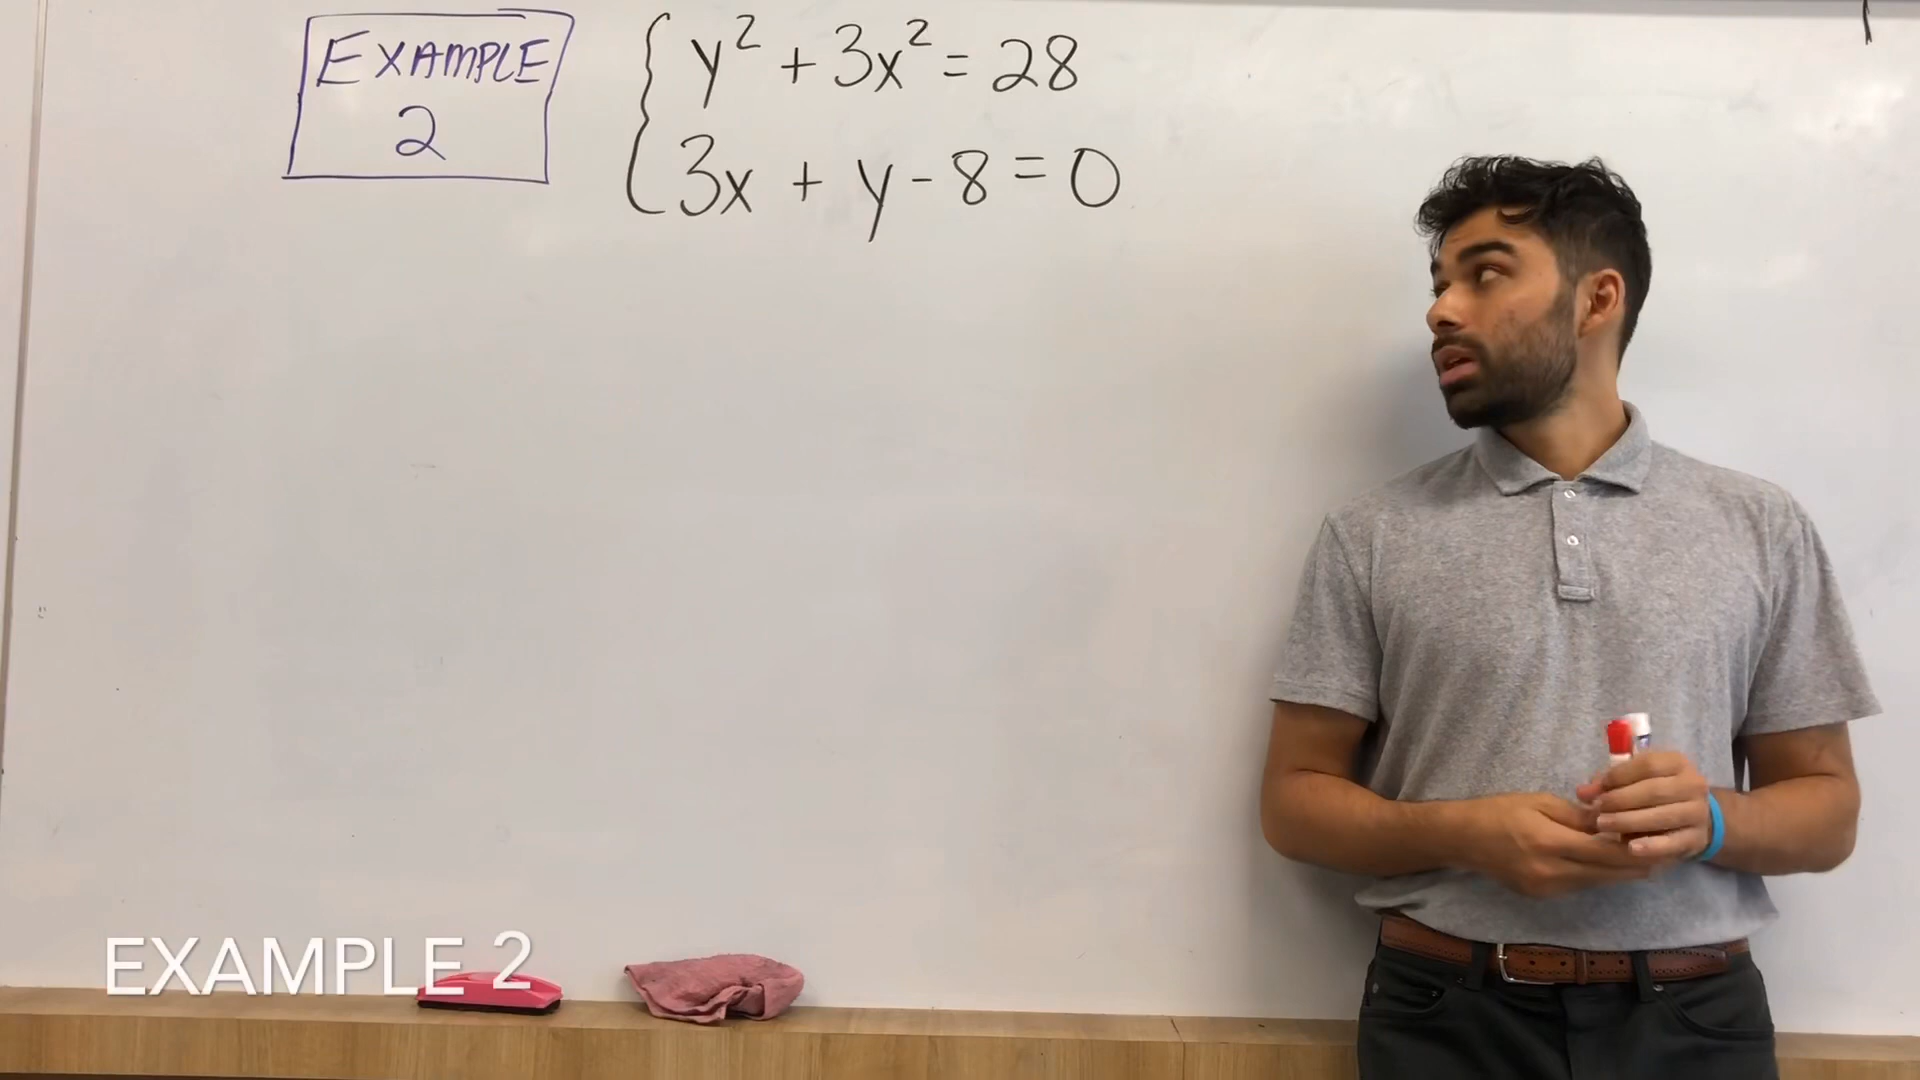 EXAMPLE
2
y² + 3x² = 28
3x + y - 8 = 0
EXAMPLE 2